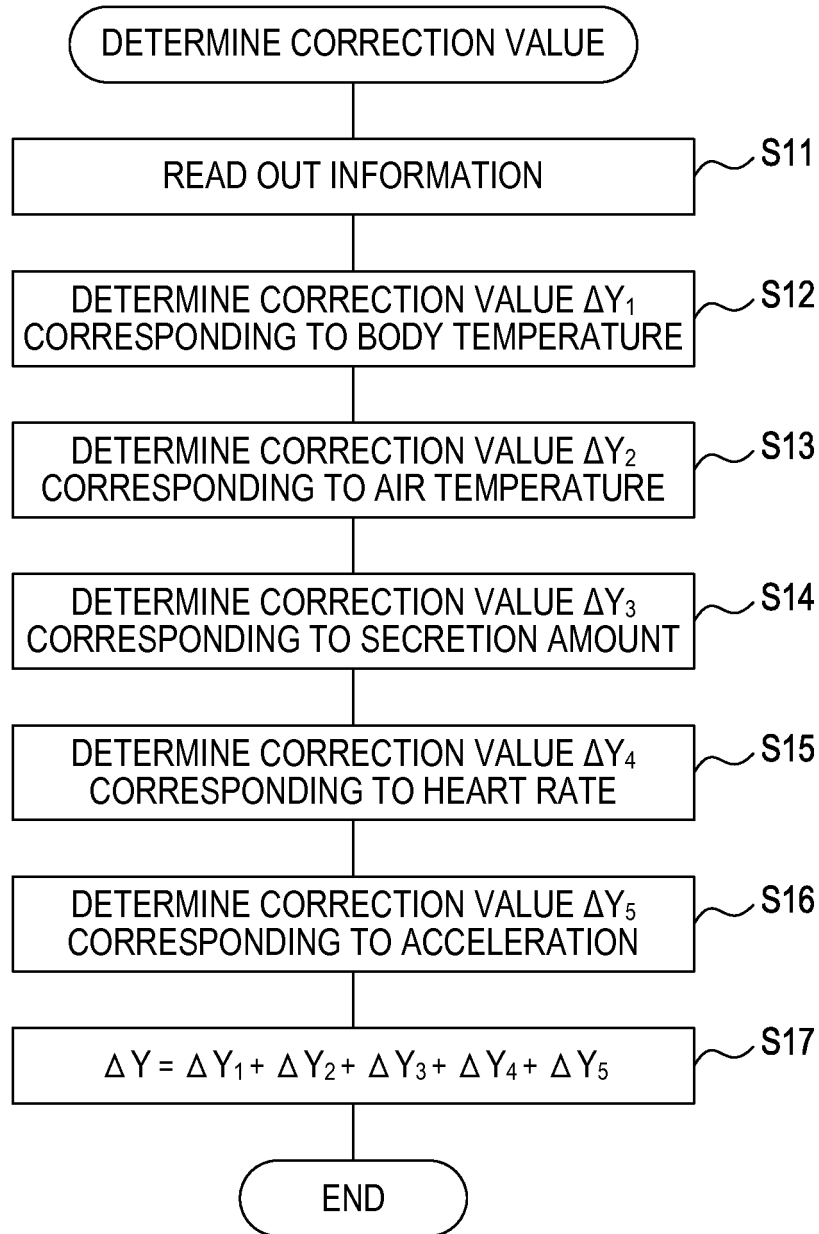 DETERMINE CORRECTION VALUE
READ OUT INFORMATION
S11
DETERMINE CORRECTION VALUE ΔY₁
CORRESPONDING TO BODY TEMPERATURE
S12
DETERMINE CORRECTION VALUE ΔY₂
CORRESPONDING TO AIR TEMPERATURE
S13
DETERMINE CORRECTION VALUE ΔY₃
CORRESPONDING TO SECRETION AMOUNT
S14
DETERMINE CORRECTION VALUE ΔY₄
CORRESPONDING TO HEART RATE
S15
DETERMINE CORRECTION VALUE ΔY₅
CORRESPONDING TO ACCELERATION
S16
ΔY = ΔY₁ + ΔY₂ + ΔY₃ + ΔY₄ + ΔY₅
S17
END